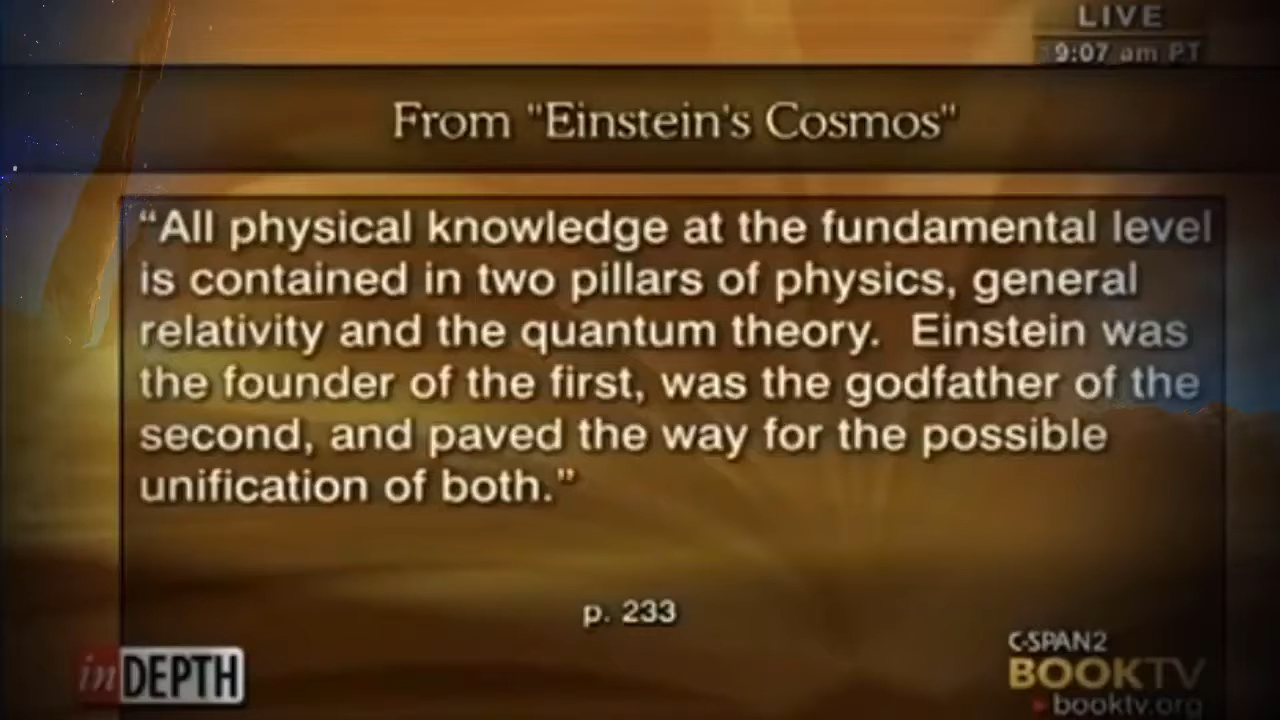 LIVE
9:07 am PT
From "Einstein's Cosmos"
“All physical knowledge at the fundamental level
is contained in two pillars of physics, general
relativity and the quantum theory.  Einstein was
the founder of the first, was the godfather of the
second, and paved the way for the possible
unification of both.”
p. 233
in DEPTH
C-SPAN2
BOOKTV
booktv.org